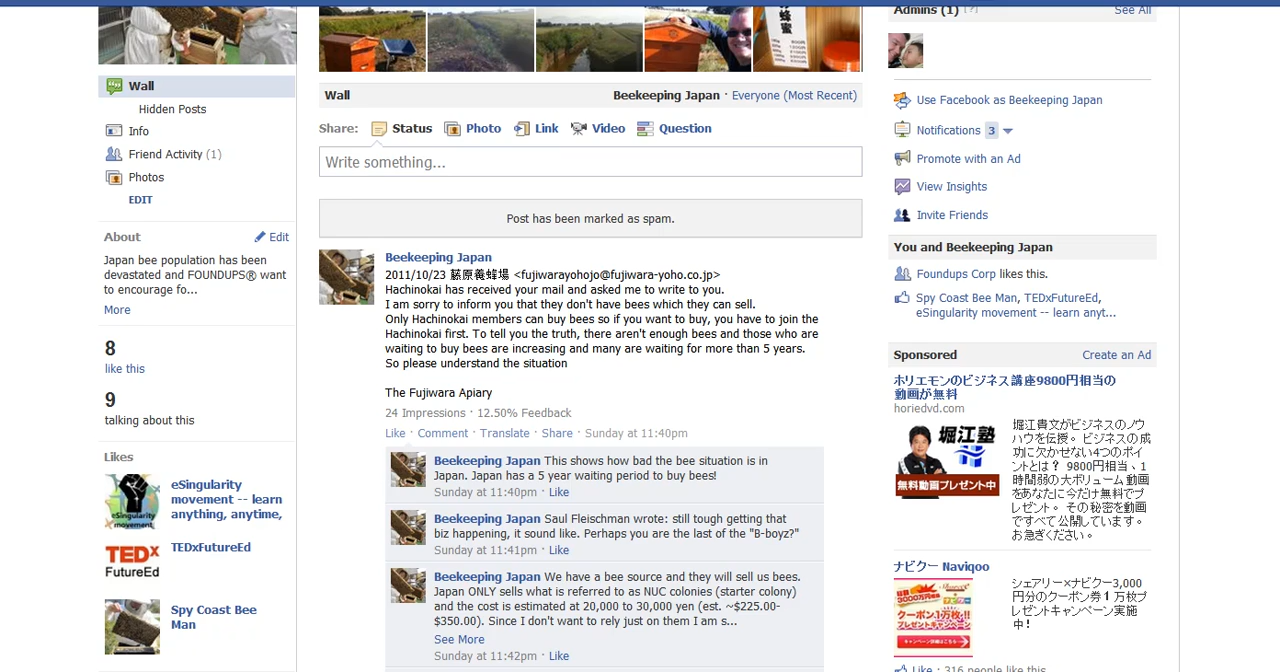 Wall
Hidden Posts
Info
Friend Activity (1)
Photos
EDIT
About
Edit
Japan bee population has been
devastated and FOUNDUPS® want
to encourage fo...
More
8
like this
9
talking about this
Likes
eSingularity
movement -- learn
anything, anytime,
eSingularity
movement
TEDxFutureEd
TEDx
FutureEd
Spy Coast Bee
Man
Wall
Beekeeping Japan · Everyone (Most Recent)
Share: Status Photo Link Video Question
Write something...
Post has been marked as spam.
Beekeeping Japan
2011/10/23 藤原養蜂場 <fujiwarayohojo@fujiwara-yoho.co.jp>
Hachinokai has received your mail and asked me to write to you.
I am sorry to inform you that they don't have bees which they can sell.
Only Hachinokai members can buy bees so if you want to buy, you have to join the
Hachinokai first. To tell you the truth, there aren't enough bees and those who are
waiting to buy bees are increasing and many are waiting for more than 5 years.
So please understand the situation
The Fujiwara Apiary
24 Impressions · 12.50% Feedback
Like · Comment · Translate · Share · Sunday at 11:40pm
Beekeeping Japan This shows how bad the bee situation is in
Japan. Japan has a 5 year waiting period to buy bees!
Sunday at 11:40pm · Like
Beekeeping Japan Saul Fleischman wrote: still tough getting that
biz happening, it sound like. Perhaps you are the last of the "B-boyz?"
Sunday at 11:41pm · Like
Beekeeping Japan We have a bee source and they will sell us bees.
Japan ONLY sells what is referred to as NUC colonies (starter colony)
and the cost is estimated at 20,000 to 30,000 yen (est. ~$225.00-
$350.00). Since I don't want to rely just on them I am s...
See More
Sunday at 11:42pm · Like
Admins (1) [?]
See All
Use Facebook as Beekeeping Japan
Notifications 3
Promote with an Ad
View Insights
Invite Friends
You and Beekeeping Japan
Foundups Corp likes this.
Spy Coast Bee Man, TEDxFutureEd,
eSingularity movement -- learn anyt...
Sponsored
Create an Ad
ホリエモンのビジネス講座9800円相当の
動画が無料
horiedvd.com
堀江塾
無料動画プレゼント中
堀江貴文がビジネスのノウ
ハウを伝授。ビジネスの成
功に欠かせない4つのポイ
ントとは？ 9800円相当、1
時間弱の大ボリューム動画
をあなたに今だけ無料でプ
レゼント。その秘密を動画
ですべて公開しています。
お急ぎください。
ナビクー Naviqoo
クーポン1万枚!!
プレゼントキャンペーン
シェアリー×ナビクー3,000
円分のクーポン券１万枚プ
レゼントキャンペーン実施
中！
Like · 316 people like this